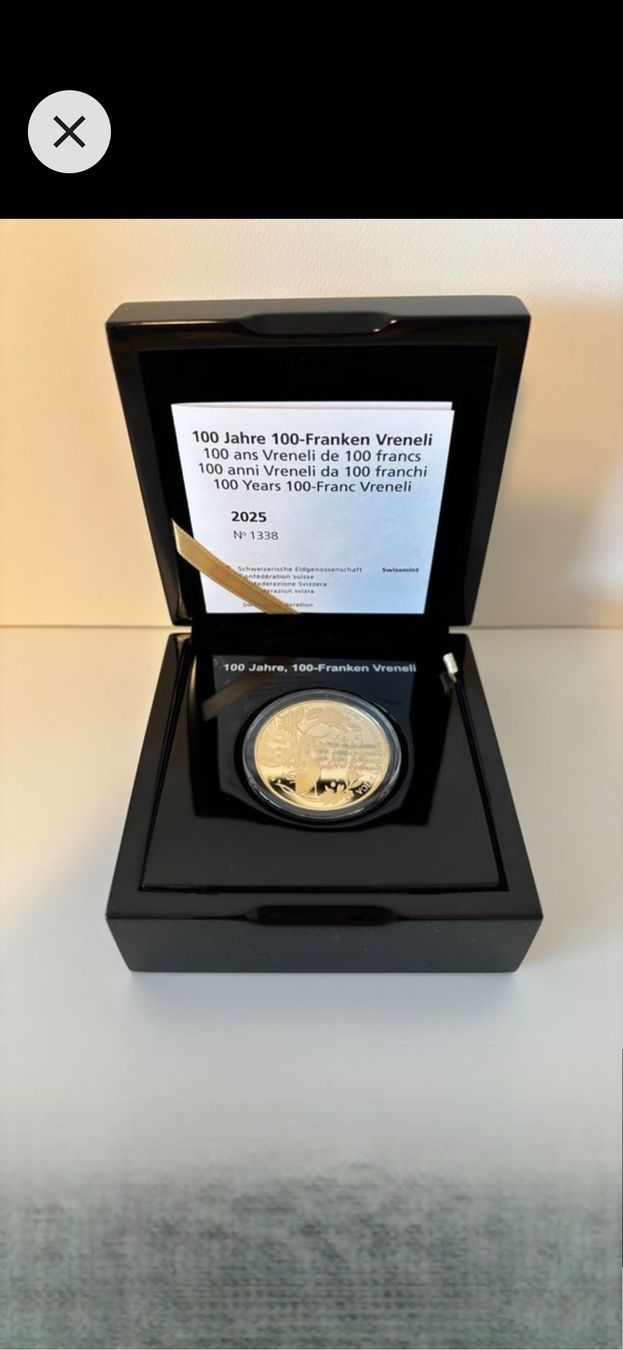 100 Jahre 100-Franken Vreneli
100 ans Vreneli de 100 francs
100 anni Vreneli da 100 franchi
100 Years 100-Franc Vreneli
2025
Nº 1338
Schweizerische Eidgenossenschaft Swissmint
Confédération suisse
Confederazione Svizzera
svizra
100 Jahre, 100-Franken Vreneli